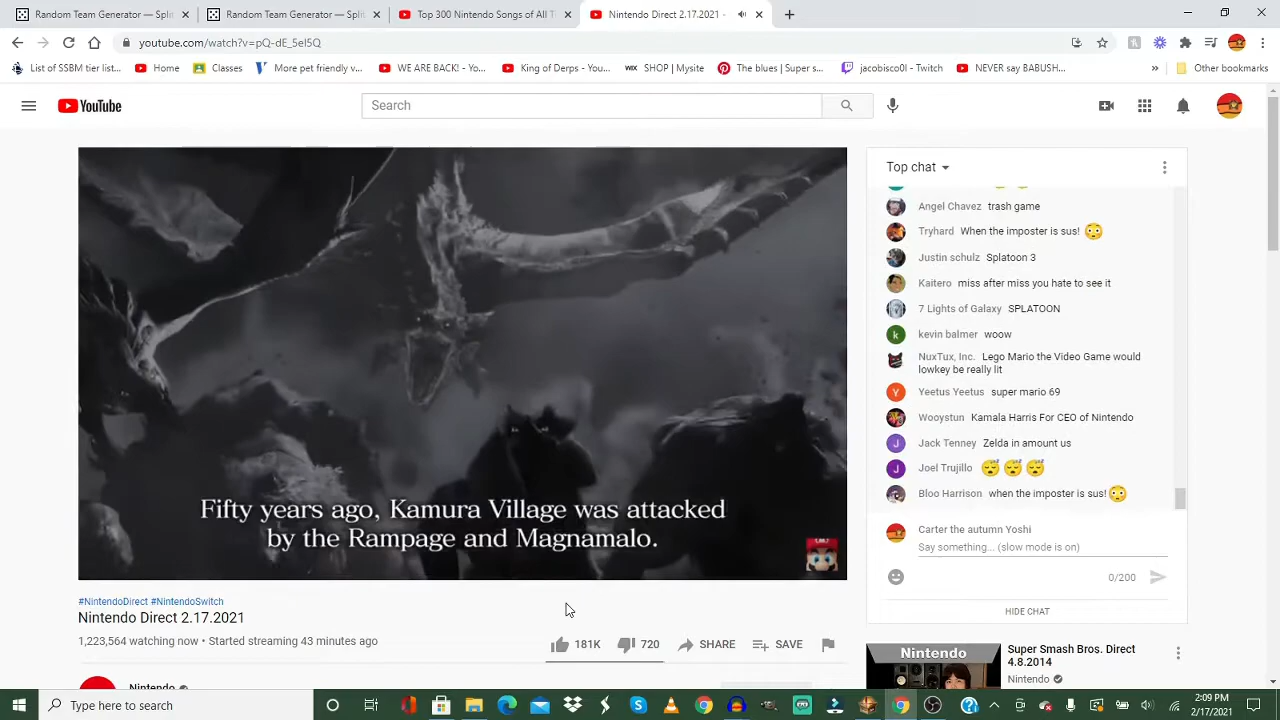 Random Team Generator — Spli
Random Team Generator — Spli
Top 300 Nintendo Songs of All T
Nintendo Direct 2.17.2021 -
youtube.com/watch?v=pQ-dE_5eI5Q
List of SSBM tier list...
Home
Classes
More pet friendly v...
WE ARE BACK! - Yo...
King of Derps - You...
WiX SHOP | Mysite
The blues | Super s...
jacobisco0l - Twitch
NEVER say BABUSH...
Other bookmarks
YouTube
Search
Top chat
Angel Chavez trash game
Tryhard When the imposter is sus!
Justin schulz Splatoon 3
Kaitero miss after miss you hate to see it
7 Lights of Galaxy SPLATOON
k kevin balmer woow
NuxTux, Inc. Lego Mario the Video Game would
lowkey be really lit
Y Yeetus Yeetus super mario 69
Wooystun Kamala Harris For CEO of Nintendo
J Jack Tenney Zelda in amount us
J Joel Trujillo
Bloo Harrison when the imposter is sus!
Carter the autumn Yoshi
Say something... (slow mode is on)
0/200
HIDE CHAT
Fifty years ago, Kamura Village was attacked
by the Rampage and Magnamalo.
#NintendoDirect #NintendoSwitch
Nintendo Direct 2.17.2021
1,223,564 watching now • Started streaming 43 minutes ago
181K 720 SHARE SAVE
Nintendo
Nintendo
Super Smash Bros. Direct
4.8.2014
Nintendo
Type here to search
2:09 PM
2/17/2021